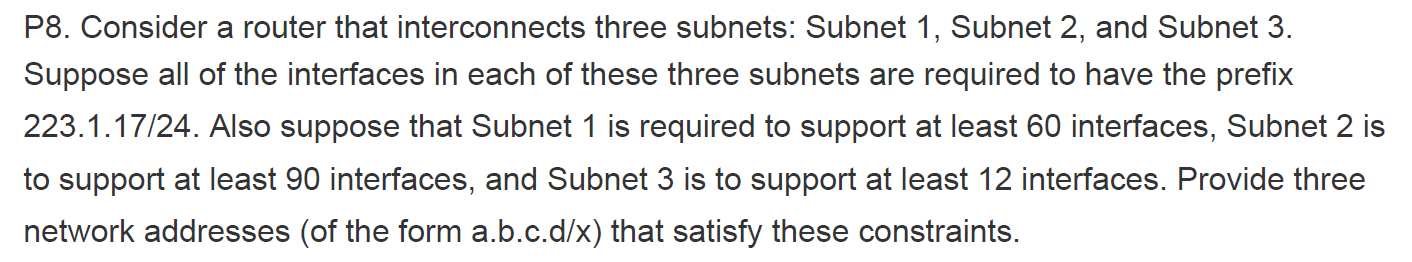 P8. Consider a router that interconnects three subnets: Subnet 1, Subnet 2, and Subnet 3.
Suppose all of the interfaces in each of these three subnets are required to have the prefix
223.1.17/24. Also suppose that Subnet 1 is required to support at least 60 interfaces, Subnet 2 is
to support at least 90 interfaces, and Subnet 3 is to support at least 12 interfaces. Provide three
network addresses (of the form a.b.c.d/x) that satisfy these constraints.